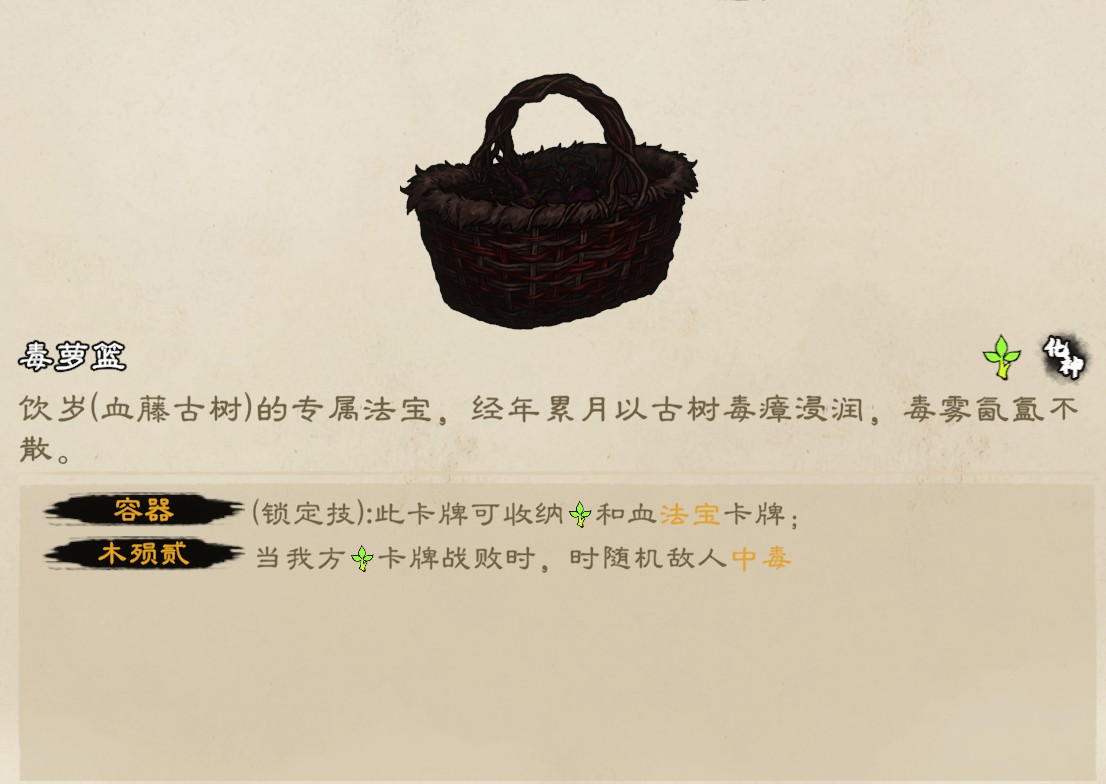 毒萝篮
化神
饮岁(血藤古树)的专属法宝，经年累月以古树毒瘴浸润，毒雾氤氲不
散。
容器 (锁定技):此卡牌可收纳和血法宝卡牌;
木殒贰 当我方卡牌战败时，时随机敌人中毒